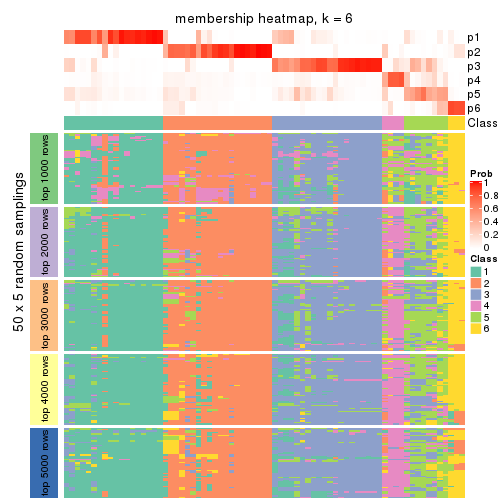 membership heatmap, k = 6
p1
p2
p3
p4
p5
p6
Class
50 x 5 random samplings
top 1000 rows
top 2000 rows
top 3000 rows
top 4000 rows
top 5000 rows
Prob
1
0.8
0.6
0.4
0.2
0
Class
1
2
3
4
5
6